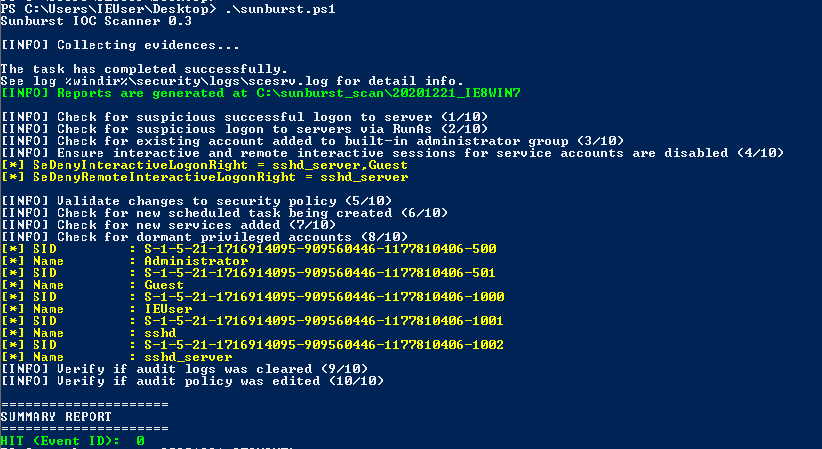 PS C:\Users\IEUser\Desktop> .\sunburst.ps1
Sunburst IOC Scanner 0.3
[INFO] Collecting evidences...
The task has completed successfully.
See log %windir%\security\logs\scesrv.log for detail info.
[INFO] Reports are generated at C:\sunburst_scan\20201221_IE8WIN7
[INFO] Check for suspicious successful logon to server (1/10)
[INFO] Check for suspicious logon to servers via RunAs (2/10)
[INFO] Check for existing account added to built-in administrator group (3/10)
[INFO] Ensure interactive and remote interactive sessions for service accounts are disabled (4/10)
[*] SeDenyInteractiveLogonRight = sshd_server,Guest
[*] SeDenyRemoteInteractiveLogonRight = sshd_server
[INFO] Validate changes to security policy (5/10)
[INFO] Check for new scheduled task being created (6/10)
[INFO] Check for new services added (7/10)
[INFO] Check for dormant privileged accounts (8/10)
[*] SID : S-1-5-21-1716914095-909560446-1177810406-500
[*] Name : Administrator
[*] SID : S-1-5-21-1716914095-909560446-1177810406-501
[*] Name : Guest
[*] SID : S-1-5-21-1716914095-909560446-1177810406-1000
[*] Name : IEUser
[*] SID : S-1-5-21-1716914095-909560446-1177810406-1001
[*] Name : sshd
[*] SID : S-1-5-21-1716914095-909560446-1177810406-1002
[*] Name : sshd_server
[INFO] Verify if audit logs was cleared (9/10)
[INFO] Verify if audit policy was edited (10/10)
=====================
SUMMARY REPORT
=====================
HIT (Event ID): 0